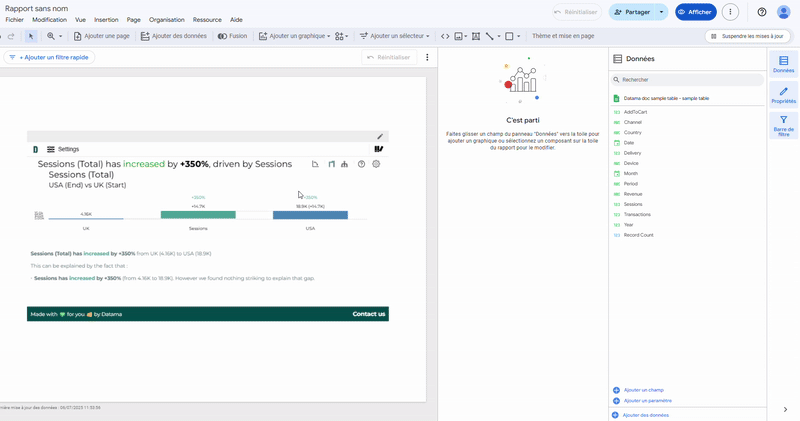 Rapport sans nom
Fichier Modification Vue Insertion Page Organisation Ressource Aide
Réinitialiser
Partager
Afficher
Ajouter une page
Ajouter des données
Fusion
Ajouter un graphique
Ajouter un sélecteur
Thème et mise en page
Suspendre les mises à jour
+ Ajouter un filtre rapide
Réinitialiser
Settings
Sessions (Total) has increased by +350%, driven by Sessions
Sessions (Total)
USA (End) vs UK (Start)
4.16K
+14.7K
18.9K (+14.7K)
UK
Sessions
USA
Sessions (Total) has increased by +350% from UK (4.16K) to USA (18.9K)
This can be explained by the fact that :
- Sessions has increased by +350% (from 4.16K to 18.9K). However we found nothing striking to explain that gap.
Made with for you by Datama
Contact us
mise à jour des données : 06/07/2023 11:53:56
C'est parti
Faites glisser un champ du panneau "Données" vers la toile pour
ajouter un graphique ou sélectionnez un composant sur la toile
du rapport pour le modifier.
Données
Rechercher
Datama doc sample table - sample table
AddToCart
Channel
Country
Date
Delivery
Device
Month
Period
Revenue
Sessions
Transactions
Year
Record Count
Ajouter un champ
Ajouter un paramètre
Ajouter des données
Données
Propriétés
Barre de
filtre